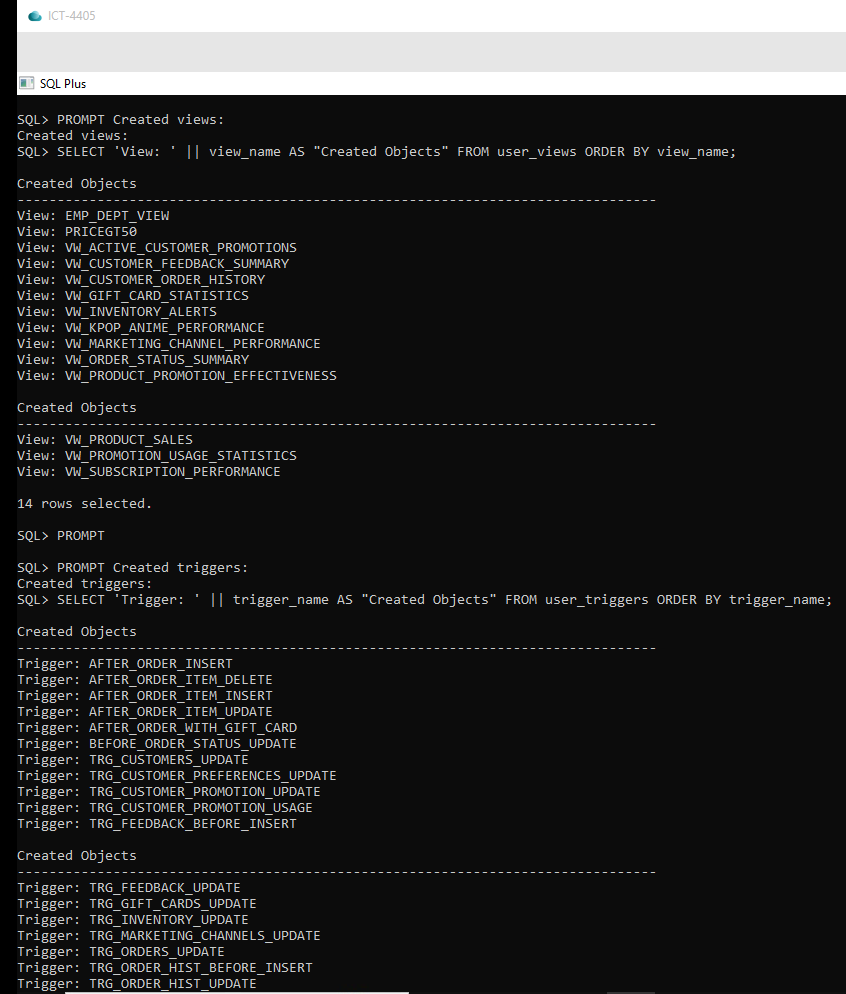 ICT-4405
SQL Plus
SQL> PROMPT Created views:
Created views:
SQL> SELECT 'View: ' || view_name AS "Created Objects" FROM user_views ORDER BY view_name;
Created Objects
--------------------------------------------------------------------------------
View: EMP_DEPT_VIEW
View: PRICEGT50
View: VW_ACTIVE_CUSTOMER_PROMOTIONS
View: VW_CUSTOMER_FEEDBACK_SUMMARY
View: VW_CUSTOMER_ORDER_HISTORY
View: VW_GIFT_CARD_STATISTICS
View: VW_INVENTORY_ALERTS
View: VW_KPOP_ANIME_PERFORMANCE
View: VW_MARKETING_CHANNEL_PERFORMANCE
View: VW_ORDER_STATUS_SUMMARY
View: VW_PRODUCT_PROMOTION_EFFECTIVENESS
Created Objects
--------------------------------------------------------------------------------
View: VW_PRODUCT_SALES
View: VW_PROMOTION_USAGE_STATISTICS
View: VW_SUBSCRIPTION_PERFORMANCE
14 rows selected.
SQL> PROMPT
SQL> PROMPT Created triggers:
Created triggers:
SQL> SELECT 'Trigger: ' || trigger_name AS "Created Objects" FROM user_triggers ORDER BY trigger_name;
Created Objects
--------------------------------------------------------------------------------
Trigger: AFTER_ORDER_INSERT
Trigger: AFTER_ORDER_ITEM_DELETE
Trigger: AFTER_ORDER_ITEM_INSERT
Trigger: AFTER_ORDER_ITEM_UPDATE
Trigger: AFTER_ORDER_WITH_GIFT_CARD
Trigger: BEFORE_ORDER_STATUS_UPDATE
Trigger: TRG_CUSTOMERS_UPDATE
Trigger: TRG_CUSTOMER_PREFERENCES_UPDATE
Trigger: TRG_CUSTOMER_PROMOTION_UPDATE
Trigger: TRG_CUSTOMER_PROMOTION_USAGE
Trigger: TRG_FEEDBACK_BEFORE_INSERT
Created Objects
--------------------------------------------------------------------------------
Trigger: TRG_FEEDBACK_UPDATE
Trigger: TRG_GIFT_CARDS_UPDATE
Trigger: TRG_INVENTORY_UPDATE
Trigger: TRG_MARKETING_CHANNELS_UPDATE
Trigger: TRG_ORDERS_UPDATE
Trigger: TRG_ORDER_HIST_BEFORE_INSERT
Trigger: TRG_ORDER_HIST_UPDATE